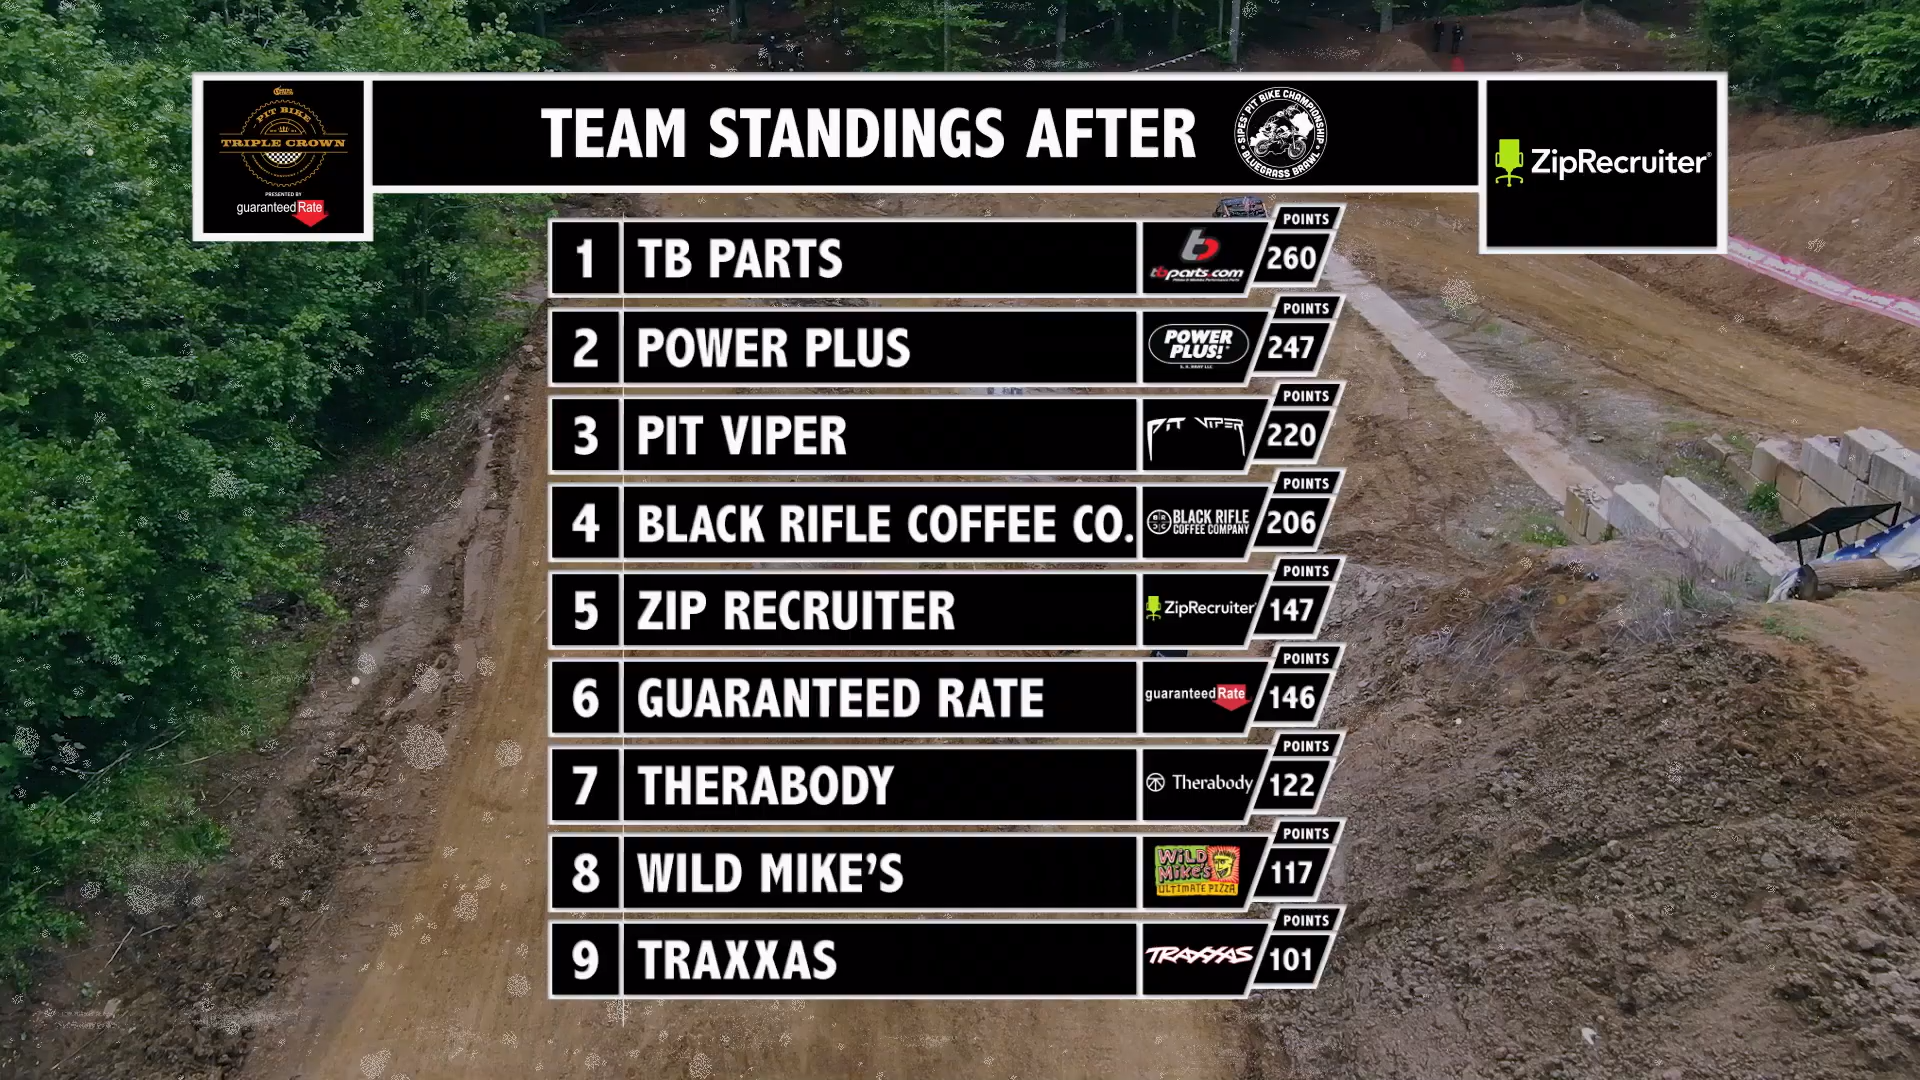 PIT BIKE
TRIPLE CROWN
PRESENTED BY
guaranteedRate
TEAM STANDINGS AFTER
SIPES' PIT BIKE CHAMPIONSHIP
BLUEGRASS BRAWL
ZipRecruiter®
POINTS
1 TB PARTS tb 260
tbparts.com
POINTS
2 POWER PLUS POWER PLUS! 247
POINTS
3 PIT VIPER PIT VIPER 220
POINTS
4 BLACK RIFLE COFFEE CO. BRCC BLACK RIFLE COFFEE COMPANY 206
POINTS
5 ZIP RECRUITER ZipRecruiter 147
POINTS
6 GUARANTEED RATE guaranteedRate 146
POINTS
7 THERABODY Therabody 122
POINTS
8 WILD MIKE'S WiLD Mike's ULTIMATE PIZZA 117
POINTS
9 TRAXXAS TRAXXAS 101